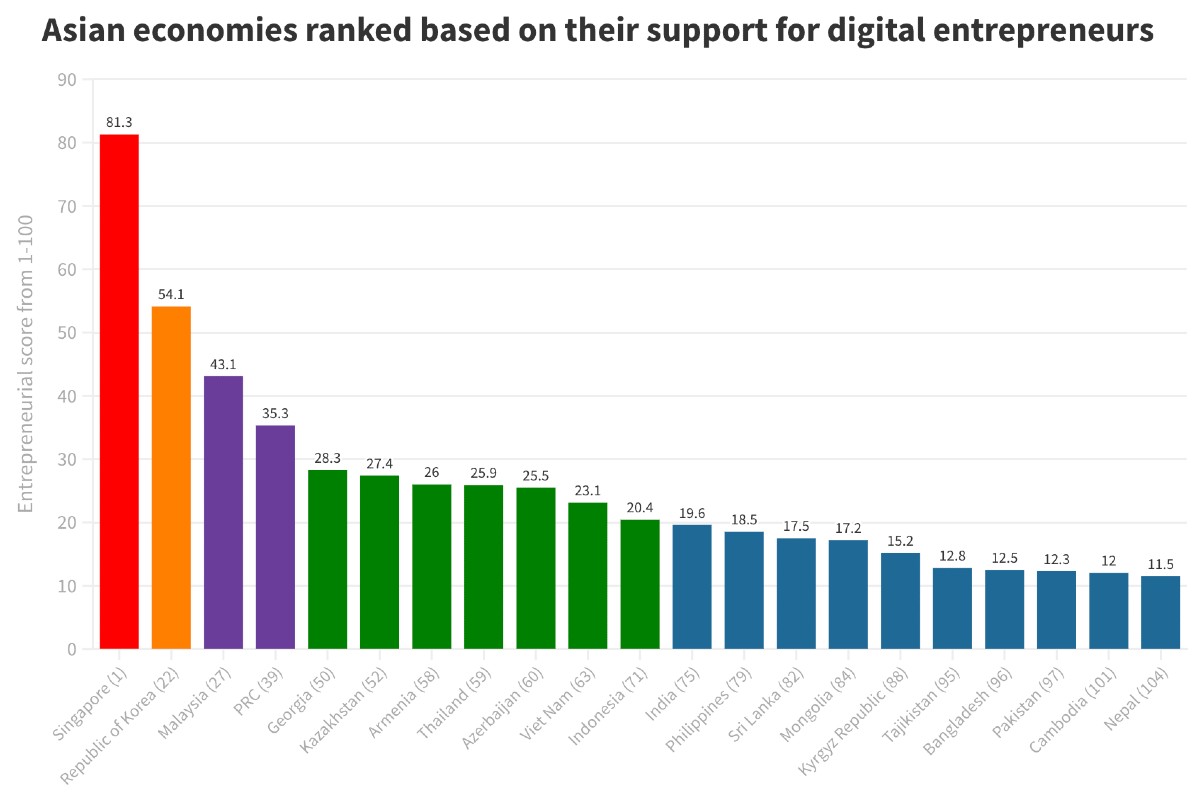 Asian economies ranked based on their support for digital entrepreneurs
Entrepreneurial score from 1-100
90
80
70
60
50
40
30
20
10
0
81.3
54.1
43.1
35.3
28.3
27.4
26
25.9
25.5
23.1
20.4
19.6
18.5
17.5
17.2
15.2
12.8
12.5
12.3
12
11.5
Singapore (1)
Republic of Korea (22)
Malaysia (27)
PRC (39)
Georgia (50)
Kazakhstan (52)
Armenia (58)
Thailand (59)
Azerbaijan (60)
Viet Nam (63)
Indonesia (71)
India (75)
Philippines (79)
Sri Lanka (82)
Mongolia (84)
Kyrgyz Republic (88)
Tajikistan (95)
Bangladesh (96)
Pakistan (97)
Cambodia (101)
Nepal (104)